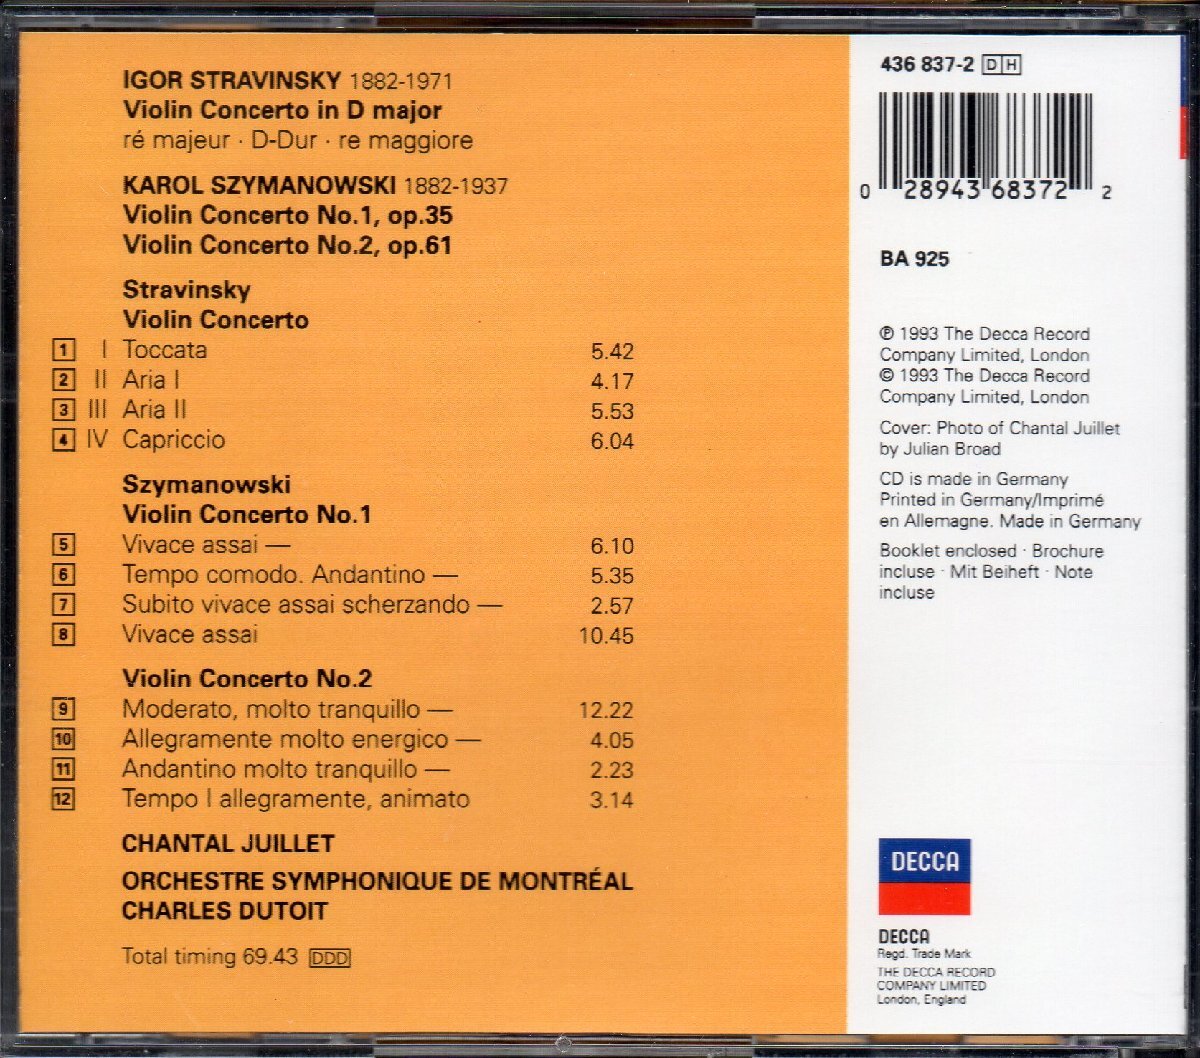 IGOR STRAVINSKY 1882-1971
Violin Concerto in D major
ré majeur · D-Dur · re maggiore
KAROL SZYMANOWSKI 1882-1937
Violin Concerto No.1, op.35
Violin Concerto No.2, op.61
Stravinsky
Violin Concerto
1 I Toccata 5.42
2 II Aria I 4.17
3 III Aria II 5.53
4 IV Capriccio 6.04
Szymanowski
Violin Concerto No.1
5 Vivace assai — 6.10
6 Tempo comodo. Andantino — 5.35
7 Subito vivace assai scherzando — 2.57
8 Vivace assai 10.45
Violin Concerto No.2
9 Moderato, molto tranquillo — 12.22
10 Allegramente molto energico — 4.05
11 Andantino molto tranquillo — 2.23
12 Tempo I allegramente, animato 3.14
CHANTAL JUILLET
ORCHESTRE SYMPHONIQUE DE MONTRÉAL
CHARLES DUTOIT
Total timing 69.43 DDD
436 837-2 DH
0 28943 68372 2
BA 925
℗ 1993 The Decca Record
Company Limited, London
© 1993 The Decca Record
Company Limited, London
Cover: Photo of Chantal Juillet
by Julian Broad
CD is made in Germany
Printed in Germany/Imprimé
en Allemagne. Made in Germany
Booklet enclosed · Brochure
incluse · Mit Beiheft · Note
incluse
DECCA
DECCA
Regd. Trade Mark
THE DECCA RECORD
COMPANY LIMITED
London, England